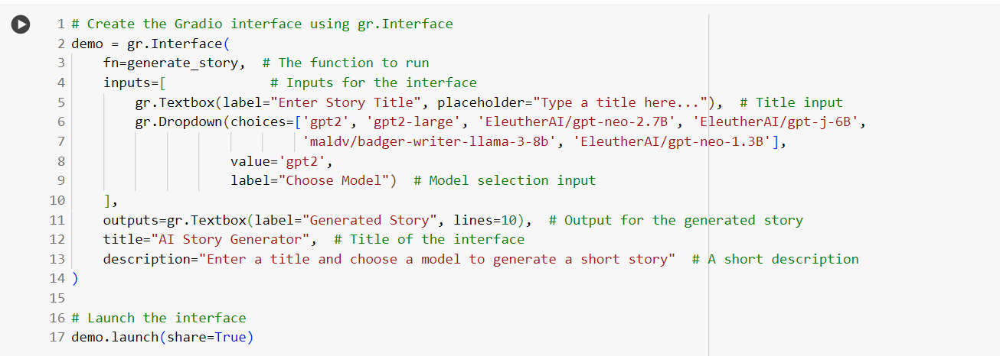 1 # Create the Gradio interface using gr.Interface
2 demo = gr.Interface(
3     fn=generate_story,  # The function to run
4     inputs=[             # Inputs for the interface
5         gr.Textbox(label="Enter Story Title", placeholder="Type a title here..."),  # Title input
6         gr.Dropdown(choices=['gpt2', 'gpt2-large', 'EleutherAI/gpt-neo-2.7B', 'EleutherAI/gpt-j-6B',
7                              'maldv/badger-writer-llama-3-8b', 'EleutherAI/gpt-neo-1.3B'],
8                     value='gpt2',
9                     label="Choose Model")  # Model selection input
10     ],
11     outputs=gr.Textbox(label="Generated Story", lines=10),  # Output for the generated story
12     title="AI Story Generator",  # Title of the interface
13     description="Enter a title and choose a model to generate a short story"  # A short description
14 )
15
16 # Launch the interface
17 demo.launch(share=True)